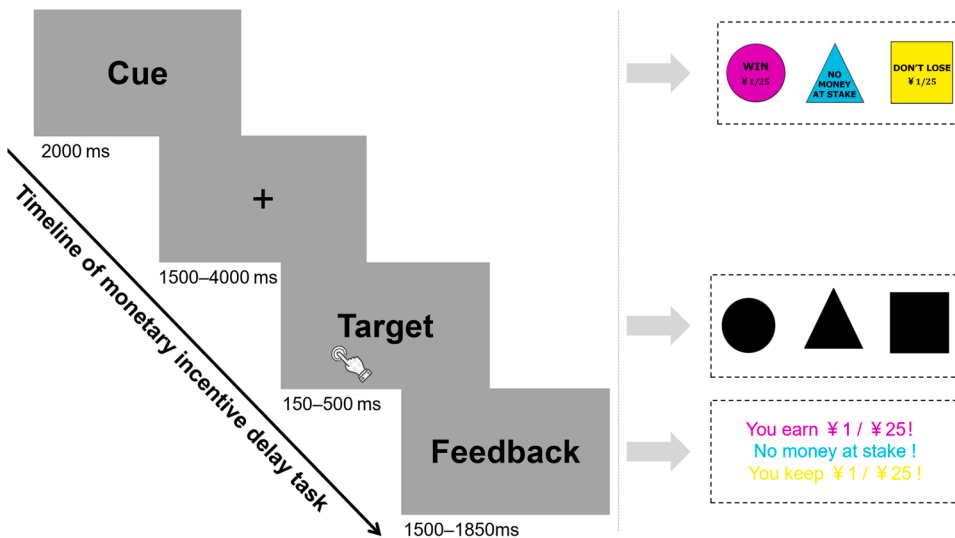 Cue
2000 ms
+
1500–4000 ms
Target
150–500 ms
Feedback
1500–1850ms
Timeline of monetary incentive delay task
WIN
¥ 1/25
NO
MONEY
AT STAKE
DON'T LOSE
¥ 1/25
You earn ¥ 1 / ¥ 25 !
No money at stake !
You keep ¥ 1 / ¥ 25 !